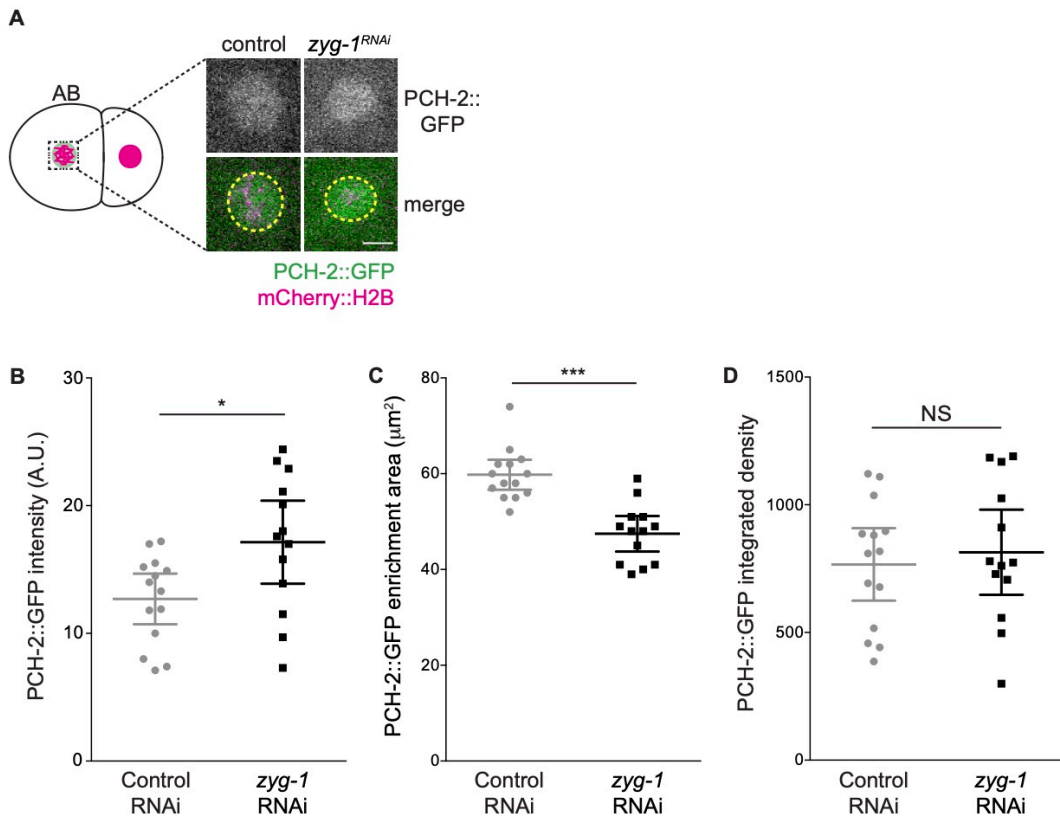 A
control zyg-1RNAi
AB
PCH-2::
GFP
merge
PCH-2::GFP
mCherry::H2B
B
PCH-2::GFP intensity (A.U.)
30
20
10
0
*
Control
RNAi
zyg-1
RNAi
C
PCH-2::GFP enrichment area (μm²)
80
60
40
20
0
***
Control
RNAi
zyg-1
RNAi
D
PCH-2::GFP integrated density
1500
1000
500
0
NS
Control
RNAi
zyg-1
RNAi